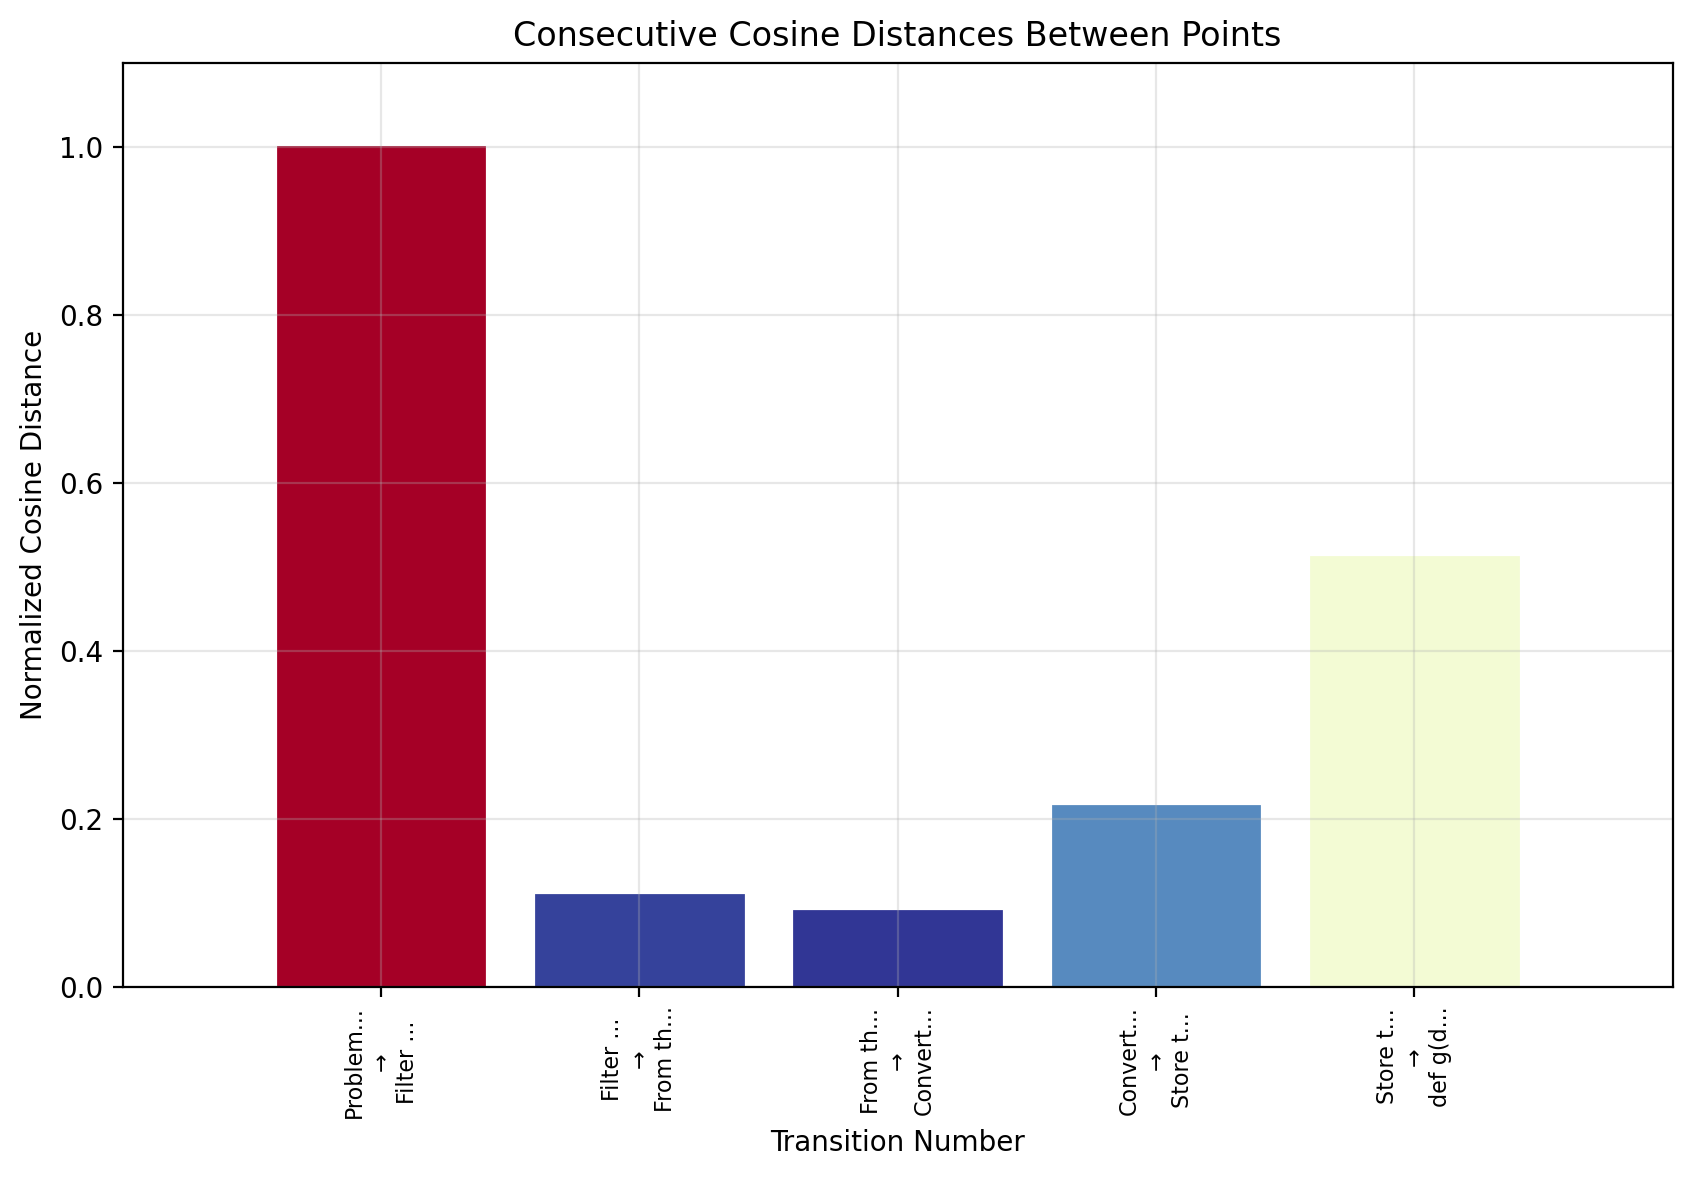 Consecutive Cosine Distances Between Points
Normalized Cosine Distance
1.0
0.8
0.6
0.4
0.2
0.0
Problem...
→
Filter ...
Filter ...
→
From th...
From th...
→
Convert...
Convert...
→
Store t...
Store t...
→
def g(d...
Transition Number